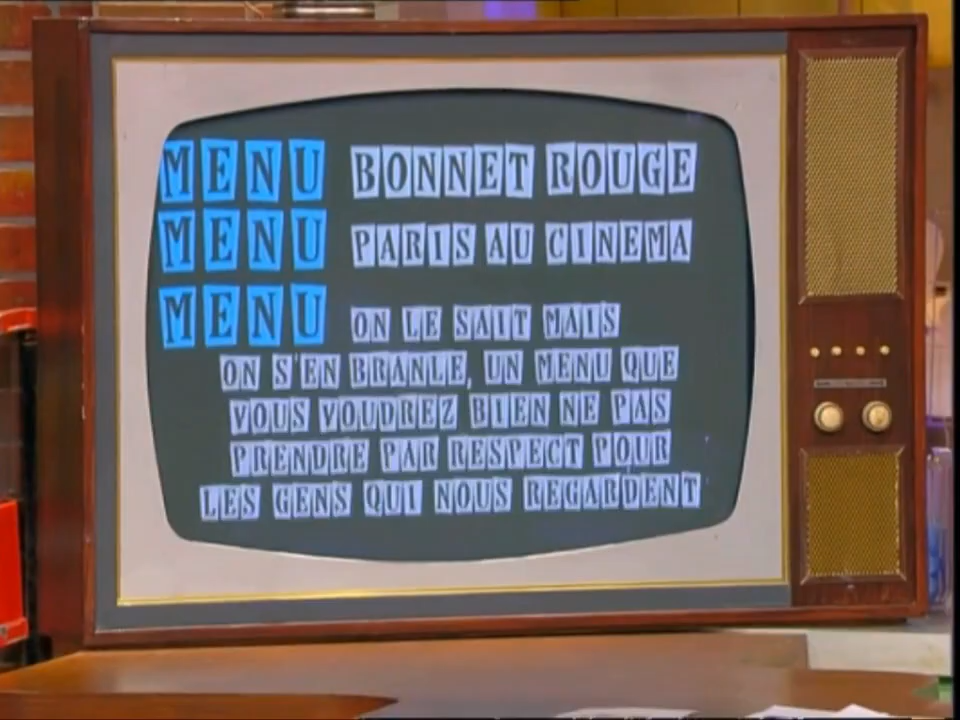 MENU BONNET ROUGE
MENU PARIS AU CINEMA
MENU ON LE SAIT MAIS
ON S'EN BRANLE, UN MENU QUE
VOUS VOUDREZ BIEN NE PAS
PRENDRE PAR RESPECT POUR
LES GENS QUI NOUS REGARDENT